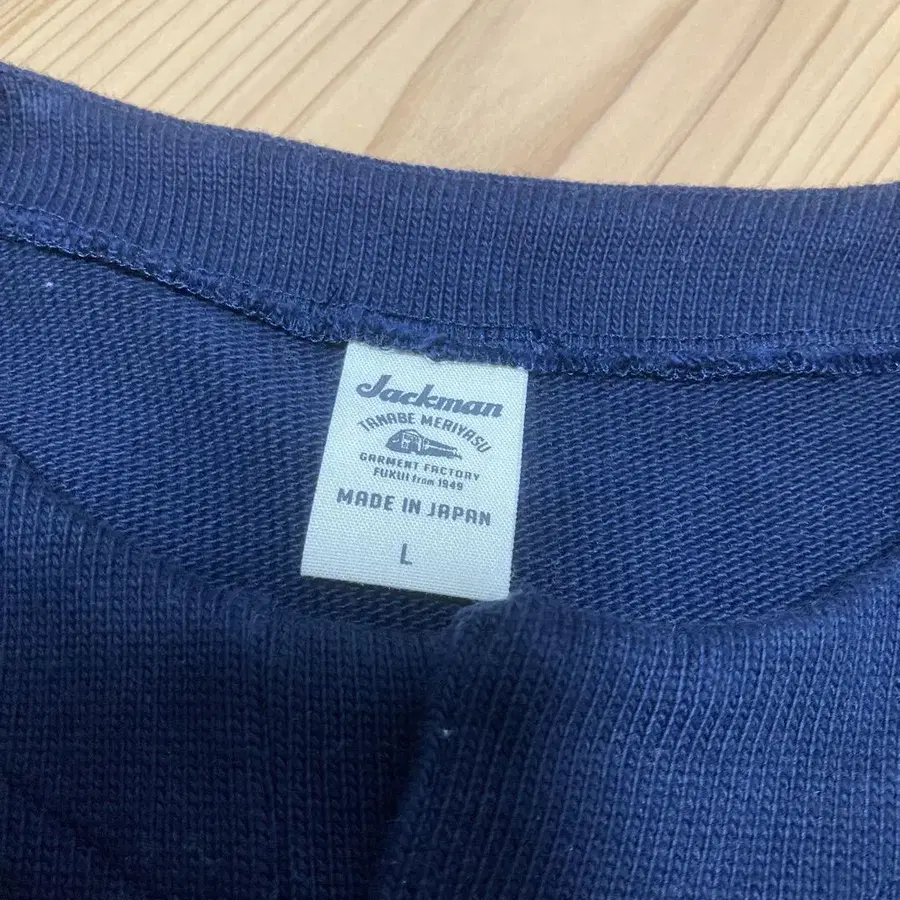 Jackman
TANABE MERIYASU
GARMENT FACTORY
FUKUI from 1949
MADE IN JAPAN
L